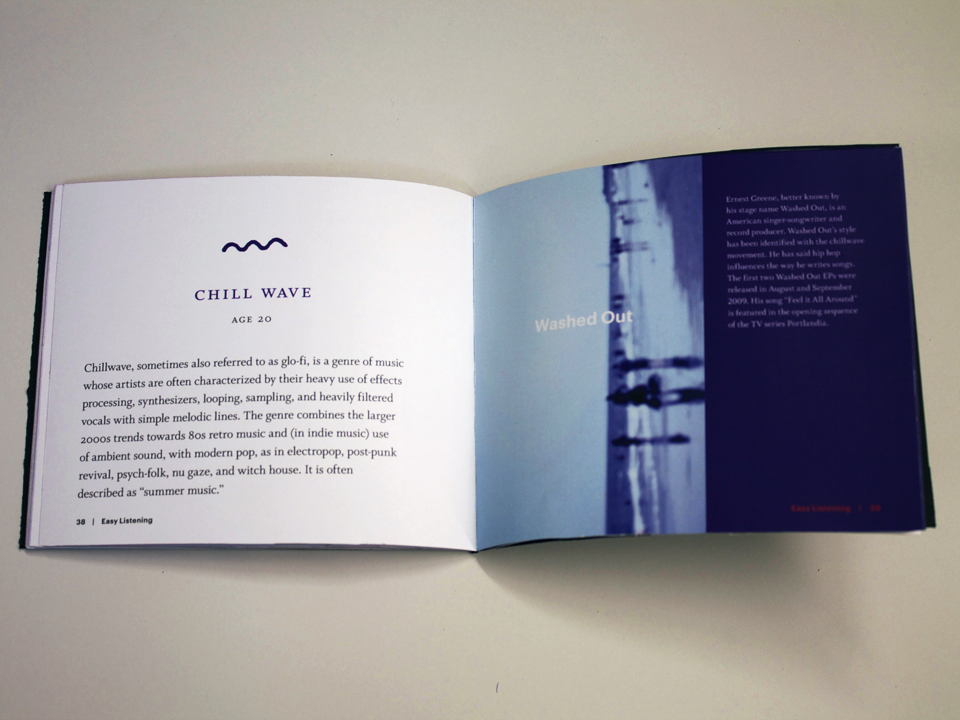 CHILL WAVE
AGE 20
Chillwave, sometimes also referred to as glo-fi, is a genre of music
whose artists are often characterized by their heavy use of effects
processing, synthesizers, looping, sampling, and heavily filtered
vocals with simple melodic lines. The genre combines the larger
2000s trends towards 80s retro music and (in indie music) use
of ambient sound, with modern pop, as in electropop, post-punk
revival, psych-folk, nu gaze, and witch house. It is often
described as “summer music.”
38 | Easy Listening
Washed Out
Ernest Greene, better known by
his stage name Washed Out, is an
American singer-songwriter and
record producer. Washed Out's style
has been identified with the chillwave
movement. He has said hip hop
influences the way he writes songs.
The first two Washed Out EPs were
released in August and September
2009. His song “Feel it All Around”
is featured in the opening sequence
of the TV series Portlandia.
Easy Listening | 39